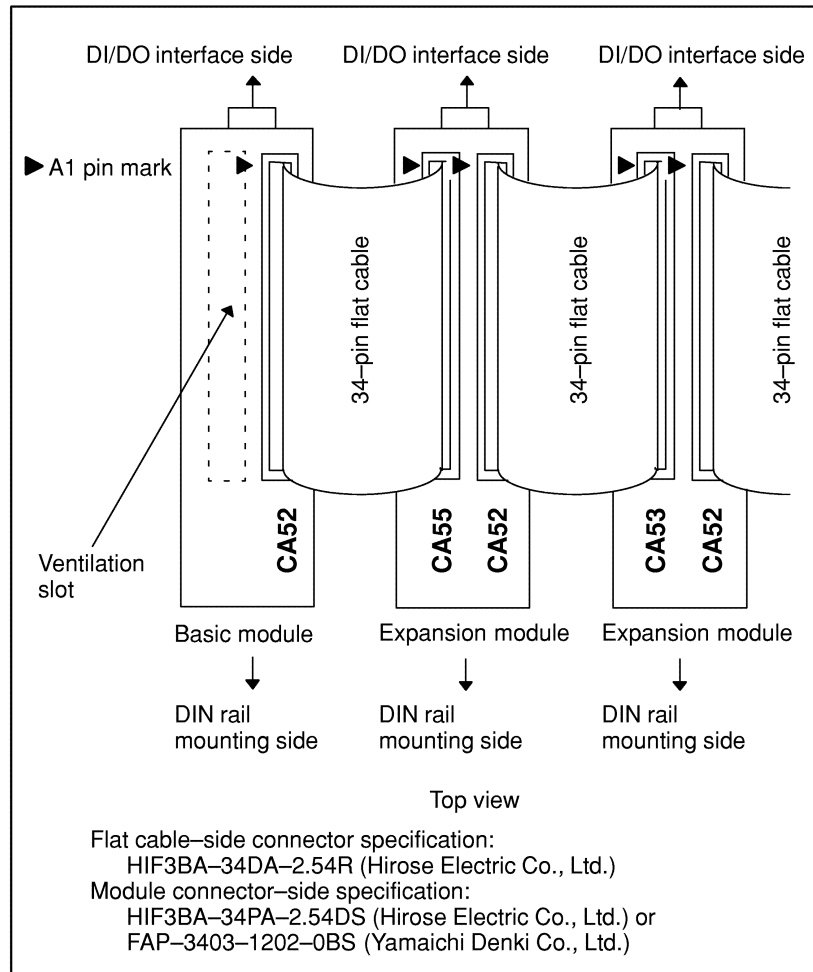 DI/DO interface side
DI/DO interface side
DI/DO interface side
A1 pin mark
34–pin flat cable
34–pin flat cable
34–pin flat cable
CA52
CA55
CA52
CA53
CA52
Ventilation
slot
Basic module
Expansion module
Expansion module
DIN rail
mounting side
DIN rail
mounting side
DIN rail
mounting side
Top view
Flat cable–side connector specification:
HIF3BA–34DA–2.54R (Hirose Electric Co., Ltd.)
Module connector–side specification:
HIF3BA–34PA–2.54DS (Hirose Electric Co., Ltd.) or
FAP–3403–1202–0BS (Yamaichi Denki Co., Ltd.)